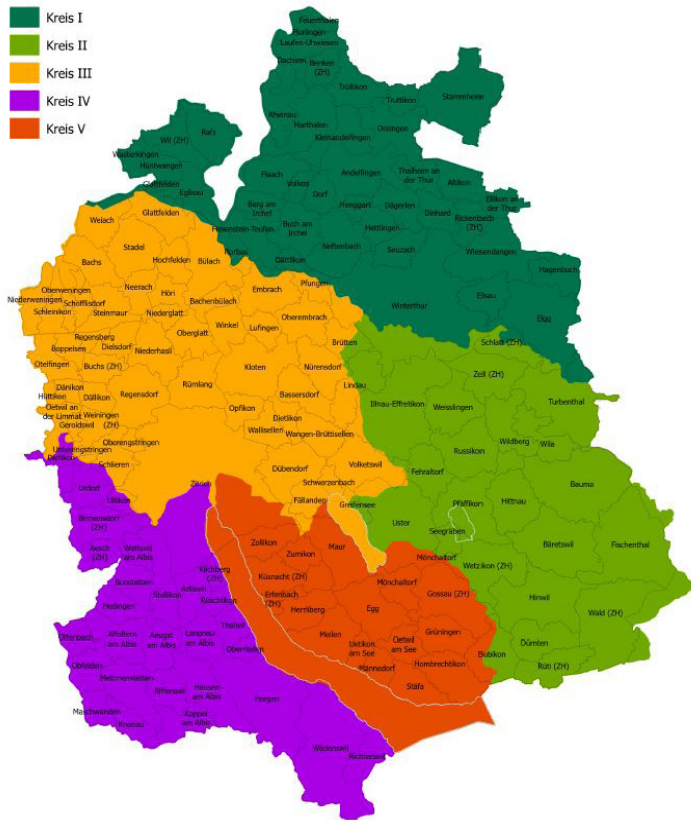 Kreis I
Kreis II
Kreis III
Kreis IV
Kreis V
Feuerthalen
Flurlingen
Laufen-Uhwiesen
Dachsen
Benken
(ZH)
Trüllikon
Truttikon
Stammheim
Rheinau
Marthalen
Ossingen
Kleinandelfingen
Wil (ZH)
Rafz
Wasterkingen
Hüntwangen
Glattfelden
Eglisau
Flaach
Volken
Dorf
Andelfingen
Thalheim an
der Thur
Altikon
Ellikon an
der Thur
Berg am
Irchel
Buch am
Irchel
Henggart
Dägerlen
Dinhard
Rickenbach
(ZH)
Hettlingen
Freienstein-Teufen
Rorbas
Dättlikon
Neftenbach
Seuzach
Wiesendangen
Hagenbuch
Winterthur
Elsau
Elgg
Weiach
Glattfelden
Stadel
Bachs
Hochfelden
Bülach
Embrach
Pfungen
Oberweningen
Niederweningen
Schöfflisdorf
Schleinikon
Steinmaur
Neerach
Höri
Bachenbülach
Niederglatt
Winkel
Lufingen
Oberembrach
Oberglatt
Regensberg
Boppelsen
Dielsdorf
Niederhasli
Otelfingen
Buchs (ZH)
Kloten
Nürensdorf
Brütten
Lindau
Dänikon
Hüttikon
Dällikon
Regensdorf
Rümlang
Bassersdorf
Oetwil an
der Limmat
Weiningen
(ZH)
Geroldswil
Opfikon
Dietlikon
Wallisellen
Wangen-Brüttisellen
Unterengstringen
Oberengstringen
Dietikon
Schlieren
Dübendorf
Volketswil
Schwerzenbach
Fällanden
Greifensee
Schlatt (ZH)
Zell (ZH)
Turbenthal
Illnau-Effretikon
Weisslingen
Wildberg
Wila
Russikon
Fehraltorf
Pfäffikon
Hittnau
Bauma
Uster
Seegräben
Bäretswil
Fischenthal
Mönchaltorf
Wetzikon (ZH)
Hinwil
Wald (ZH)
Dürnten
Bubikon
Rüti (ZH)
Urdorf
Uitikon
Zürich
Birmensdorf
(ZH)
Aesch
(ZH)
Wettswil
am Albis
Bonstetten
Stallikon
Adliswil
Kilchberg
(ZH)
Rüschlikon
Hedingen
Thalwil
Ottenbach
Affoltern
am Albis
Aeugst
am Albis
Langnau
am Albis
Oberrieden
Obfelden
Mettmenstetten
Rifferswil
Hausen
am Albis
Horgen
Maschwanden
Knonau
Kappel
am Albis
Wädenswil
Richterswil
Zollikon
Zumikon
Maur
Küsnacht (ZH)
Erlenbach
(ZH)
Herrliberg
Egg
Mönchaltorf
Gossau (ZH)
Meilen
Uetikon
am See
Oetwil
am See
Grüningen
Männedorf
Hombrechtikon
Stäfa